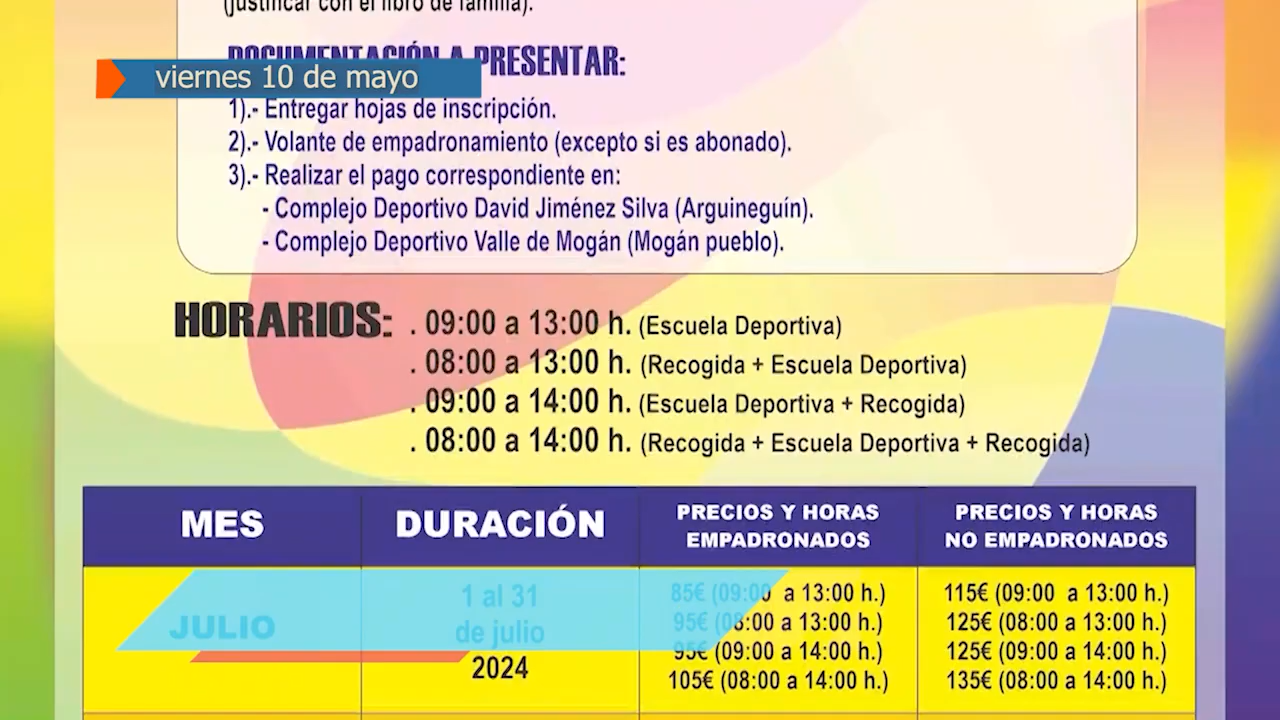 (justificar con el libro de familia).
DOCUMENTACIÓN A PRESENTAR:
viernes 10 de mayo
1).- Entregar hojas de inscripción.
2).- Volante de empadronamiento (excepto si es abonado).
3).- Realizar el pago correspondiente en:
- Complejo Deportivo David Jiménez Silva (Arguineguín).
- Complejo Deportivo Valle de Mogán (Mogán pueblo).
HORARIOS: . 09:00 a 13:00 h. (Escuela Deportiva)
. 08:00 a 13:00 h. (Recogida + Escuela Deportiva)
. 09:00 a 14:00 h. (Escuela Deportiva + Recogida)
. 08:00 a 14:00 h. (Recogida + Escuela Deportiva + Recogida)
MES
DURACIÓN
PRECIOS Y HORAS
EMPADRONADOS
PRECIOS Y HORAS
NO EMPADRONADOS
JULIO
1 al 31
de julio
2024
85€ (09:00 a 13:00 h.)
95€ (08:00 a 13:00 h.)
95€ (09:00 a 14:00 h.)
105€ (08:00 a 14:00 h.)
115€ (09:00 a 13:00 h.)
125€ (08:00 a 13:00 h.)
125€ (09:00 a 14:00 h.)
135€ (08:00 a 14:00 h.)